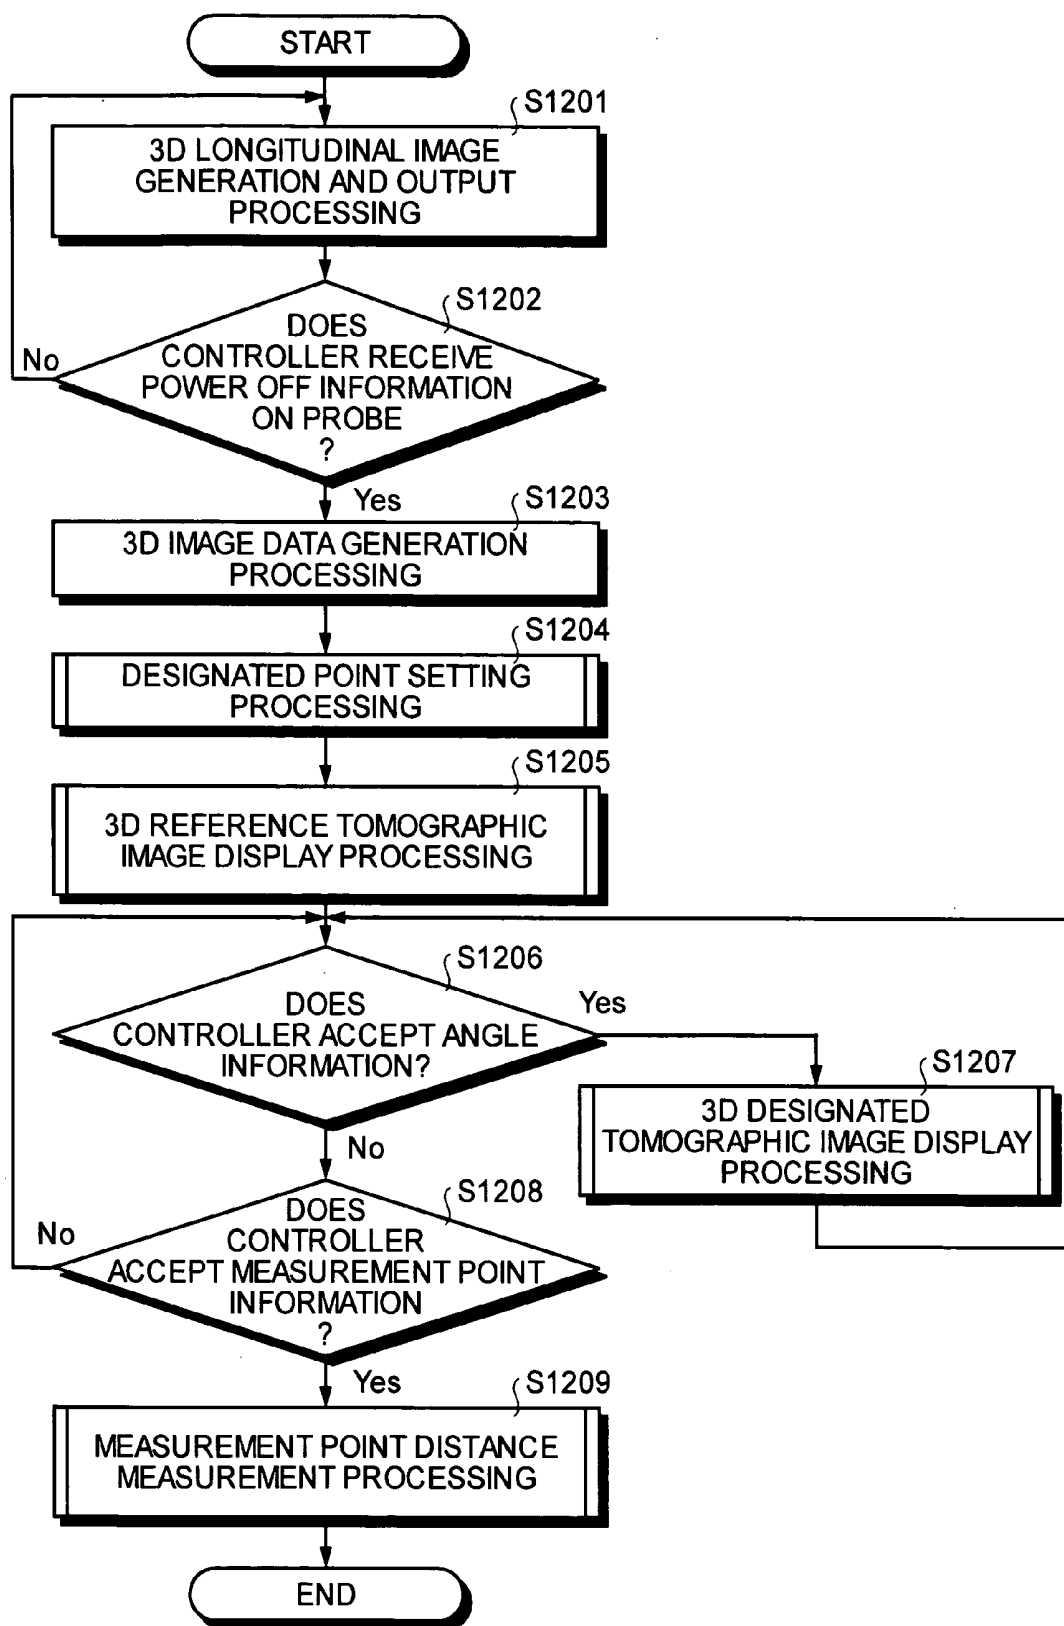 START
S1201
3D LONGITUDINAL IMAGE
GENERATION AND OUTPUT
PROCESSING
S1202
DOES
CONTROLLER RECEIVE
POWER OFF INFORMATION
ON PROBE
?
No
Yes
S1203
3D IMAGE DATA GENERATION
PROCESSING
S1204
DESIGNATED POINT SETTING
PROCESSING
S1205
3D REFERENCE TOMOGRAPHIC
IMAGE DISPLAY PROCESSING
S1206
DOES
CONTROLLER ACCEPT ANGLE
INFORMATION?
Yes
S1207
3D DESIGNATED
TOMOGRAPHIC IMAGE DISPLAY
PROCESSING
No
S1208
DOES
CONTROLLER
ACCEPT MEASUREMENT POINT
INFORMATION
?
No
Yes
S1209
MEASUREMENT POINT DISTANCE
MEASUREMENT PROCESSING
END